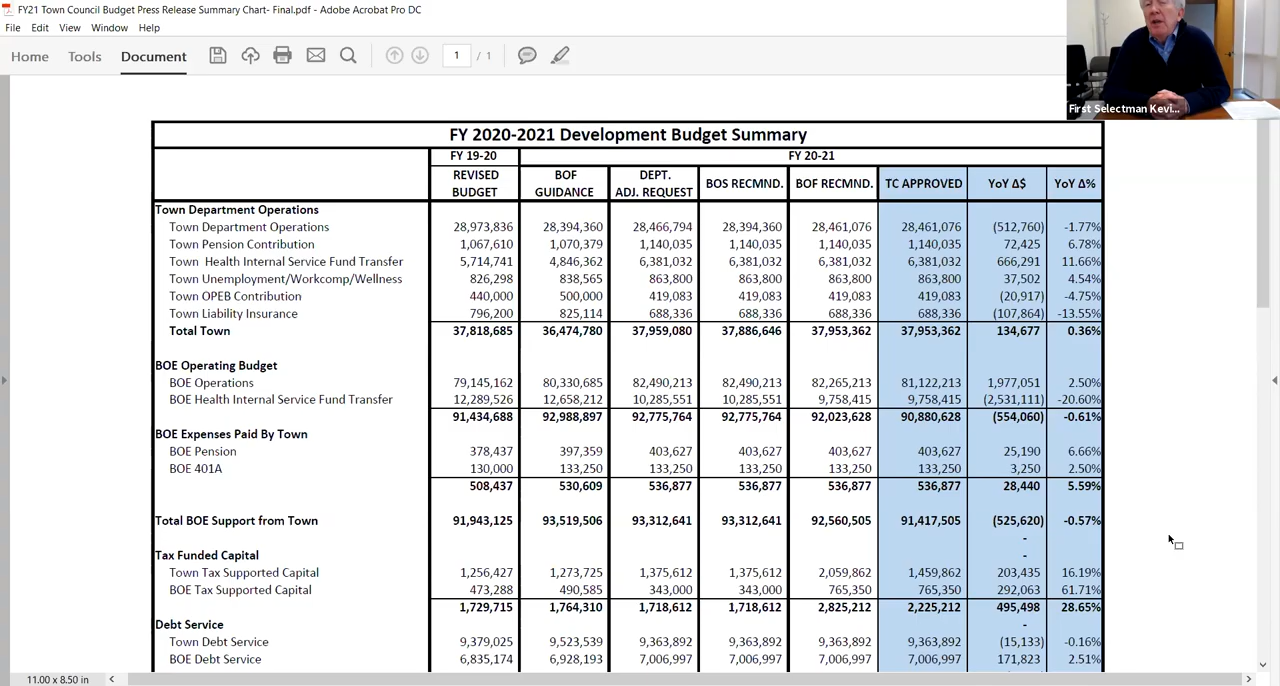 FY21 Town Council Budget Press Release Summary Chart- Final.pdf - Adobe Acrobat Pro DC
File Edit View Window Help
Home Tools Document 1 / 1
First Selectman Kevi...
FY 2020-2021 Development Budget Summary
FY 19-20 FY 20-21
REVISED BUDGET BOF GUIDANCE DEPT. ADJ. REQUEST BOS RECMND. BOF RECMND. TC APPROVED YoY Δ$ YoY Δ%
Town Department Operations
Town Department Operations 28,973,836 28,394,360 28,466,794 28,394,360 28,461,076 28,461,076 (512,760) -1.77%
Town Pension Contribution 1,067,610 1,070,379 1,140,035 1,140,035 1,140,035 1,140,035 72,425 6.78%
Town Health Internal Service Fund Transfer 5,714,741 4,846,362 6,381,032 6,381,032 6,381,032 6,381,032 666,291 11.66%
Town Unemployment/Workcomp/Wellness 826,298 838,565 863,800 863,800 863,800 863,800 37,502 4.54%
Town OPEB Contribution 440,000 500,000 419,083 419,083 419,083 419,083 (20,917) -4.75%
Town Liability Insurance 796,200 825,114 688,336 688,336 688,336 688,336 (107,864) -13.55%
Total Town 37,818,685 36,474,780 37,959,080 37,886,646 37,953,362 37,953,362 134,677 0.36%
BOE Operating Budget
BOE Operations 79,145,162 80,330,685 82,490,213 82,490,213 82,265,213 81,122,213 1,977,051 2.50%
BOE Health Internal Service Fund Transfer 12,289,526 12,658,212 10,285,551 10,285,551 9,758,415 9,758,415 (2,531,111) -20.60%
91,434,688 92,988,897 92,775,764 92,775,764 92,023,628 90,880,628 (554,060) -0.61%
BOE Expenses Paid By Town
BOE Pension 378,437 397,359 403,627 403,627 403,627 403,627 25,190 6.66%
BOE 401A 130,000 133,250 133,250 133,250 133,250 133,250 3,250 2.50%
508,437 530,609 536,877 536,877 536,877 536,877 28,440 5.59%
Total BOE Support from Town 91,943,125 93,519,506 93,312,641 93,312,641 92,560,505 91,417,505 (525,620) -0.57%
-
Tax Funded Capital -
Town Tax Supported Capital 1,256,427 1,273,725 1,375,612 1,375,612 2,059,862 1,459,862 203,435 16.19%
BOE Tax Supported Capital 473,288 490,585 343,000 343,000 765,350 765,350 292,063 61.71%
1,729,715 1,764,310 1,718,612 1,718,612 2,825,212 2,225,212 495,498 28.65%
Debt Service -
Town Debt Service 9,379,025 9,523,539 9,363,892 9,363,892 9,363,892 9,363,892 (15,133) -0.16%
BOE Debt Service 6,835,174 6,928,193 7,006,997 7,006,997 7,006,997 7,006,997 171,823 2.51%
11.00 x 8.50 in